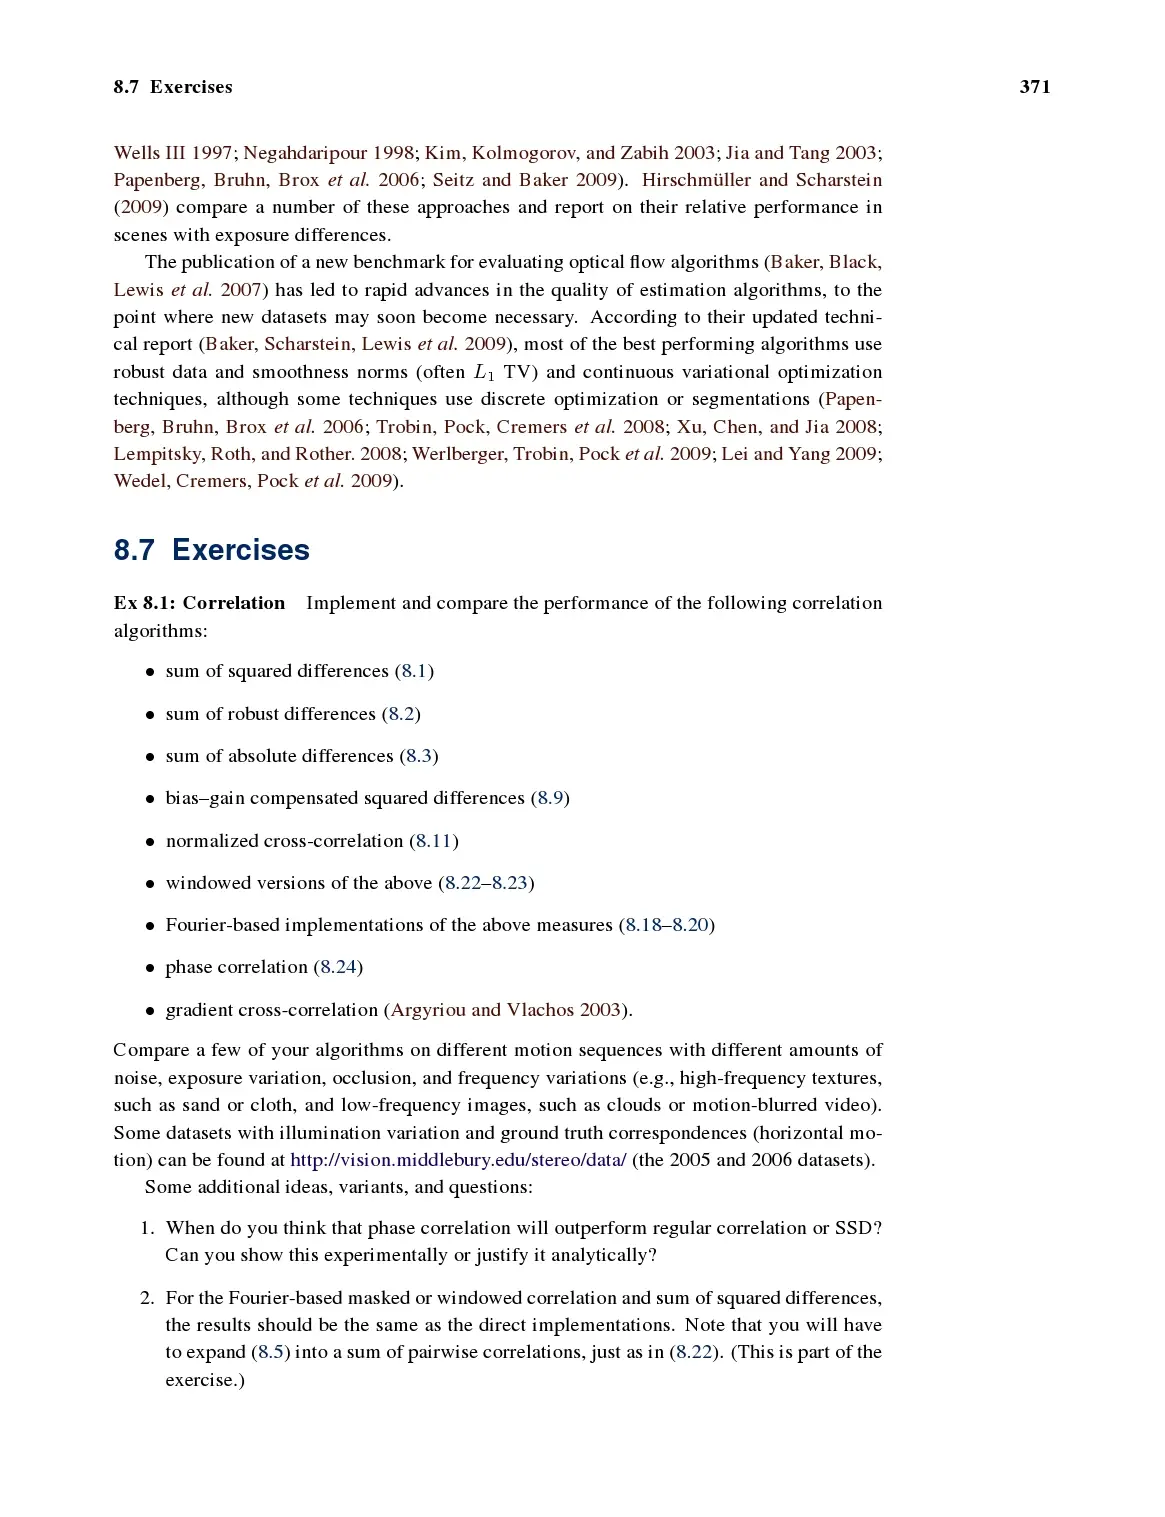 8.7 Exercises 371
Wells III 1997; Negahdaripour 1998; Kim, Kolmogorov, and Zabih 2003; Jia and Tang 2003;
Papenberg, Bruhn, Brox et al. 2006; Seitz and Baker 2009). Hirschmüller and Scharstein
(2009) compare a number of these approaches and report on their relative performance in
scenes with exposure differences.
The publication of a new benchmark for evaluating optical flow algorithms (Baker, Black,
Lewis et al. 2007) has led to rapid advances in the quality of estimation algorithms, to the
point where new datasets may soon become necessary. According to their updated techni-
cal report (Baker, Scharstein, Lewis et al. 2009), most of the best performing algorithms use
robust data and smoothness norms (often L₁ TV) and continuous variational optimization
techniques, although some techniques use discrete optimization or segmentations (Papen-
berg, Bruhn, Brox et al. 2006; Trobin, Pock, Cremers et al. 2008; Xu, Chen, and Jia 2008;
Lempitsky, Roth, and Rother. 2008; Werlberger, Trobin, Pock et al. 2009; Lei and Yang 2009;
Wedel, Cremers, Pock et al. 2009).
8.7 Exercises
Ex 8.1: Correlation Implement and compare the performance of the following correlation
algorithms:
• sum of squared differences (8.1)
• sum of robust differences (8.2)
• sum of absolute differences (8.3)
• bias–gain compensated squared differences (8.9)
• normalized cross-correlation (8.11)
• windowed versions of the above (8.22–8.23)
• Fourier-based implementations of the above measures (8.18–8.20)
• phase correlation (8.24)
• gradient cross-correlation (Argyriou and Vlachos 2003).
Compare a few of your algorithms on different motion sequences with different amounts of
noise, exposure variation, occlusion, and frequency variations (e.g., high-frequency textures,
such as sand or cloth, and low-frequency images, such as clouds or motion-blurred video).
Some datasets with illumination variation and ground truth correspondences (horizontal mo-
tion) can be found at http://vision.middlebury.edu/stereo/data/ (the 2005 and 2006 datasets).
Some additional ideas, variants, and questions:
1. When do you think that phase correlation will outperform regular correlation or SSD?
Can you show this experimentally or justify it analytically?
2. For the Fourier-based masked or windowed correlation and sum of squared differences,
the results should be the same as the direct implementations. Note that you will have
to expand (8.5) into a sum of pairwise correlations, just as in (8.22). (This is part of the
exercise.)